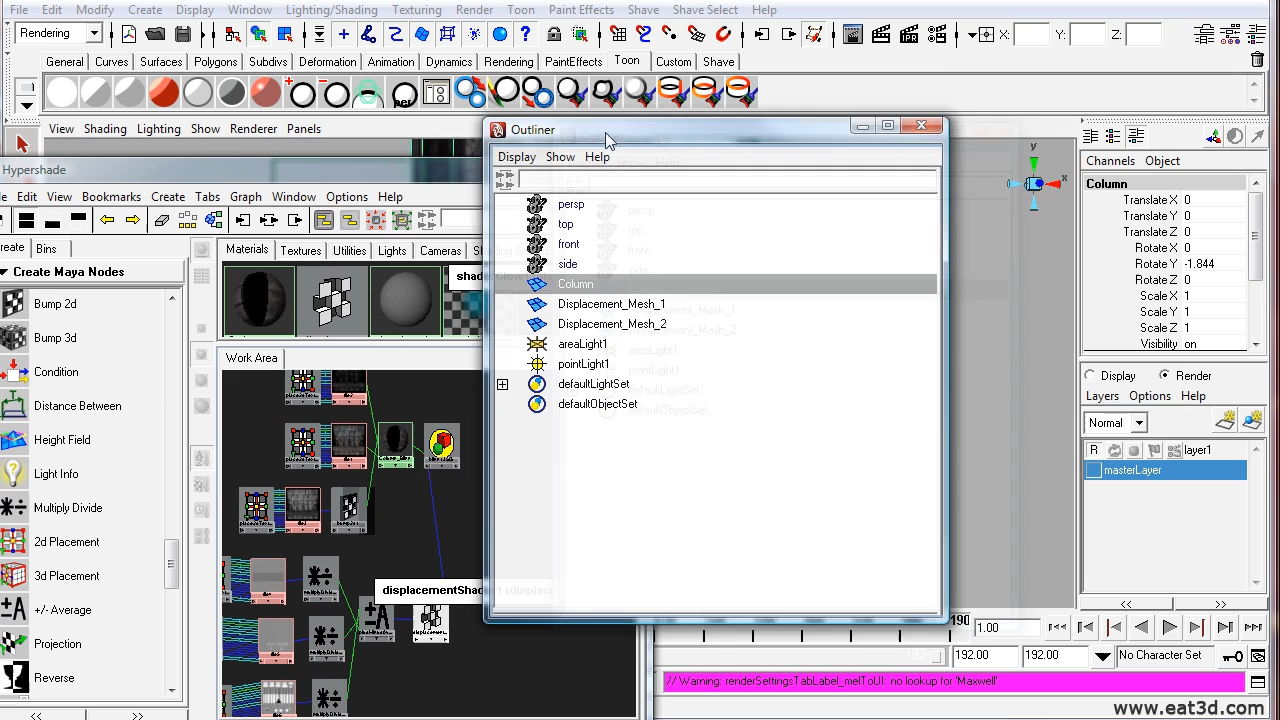 File Edit Modify Create Display Window Lighting/Shading Texturing Render Toon Paint Effects Shave Shave Select Help
Rendering X: Y: Z:
General Curves Surfaces Polygons Subdivs Deformation Animation Dynamics Rendering PaintEffects Toon Custom Shave
per
View Shading Lighting Show Renderer Panels
Outliner
Display Show Help
persp
top
front
side
Column
Displacement_Mesh_1
Displacement_Mesh_2
areaLight1
pointLight1
defaultLightSet
defaultObjectSet
Hypershade
Edit View Bookmarks Create Tabs Graph Window Options Help
Bins
Materials Textures Utilities Lights Cameras
Create Maya Nodes
Bump 2d
Bump 3d
Condition
Distance Between
Height Field
Light Info
Multiply Divide
2d Placement
3d Placement
+/- Average
Projection
Reverse
Work Area
displacementShader1 (displace
Channels Object
Column
Translate X 0
Translate Y 0
Translate Z 0
Rotate X 0
Rotate Y -1.844
Rotate Z 0
Scale X 1
Scale Y 1
Scale Z 1
Visibility on
Display Render
Layers Options Help
Normal
R layer1
masterLayer
<< >>
190 1.00
192.00 192.00 No Character Set
// Warning: renderSettingsTabLabel_melToUI: no lookup for 'Maxwell'
www.eat3d.com